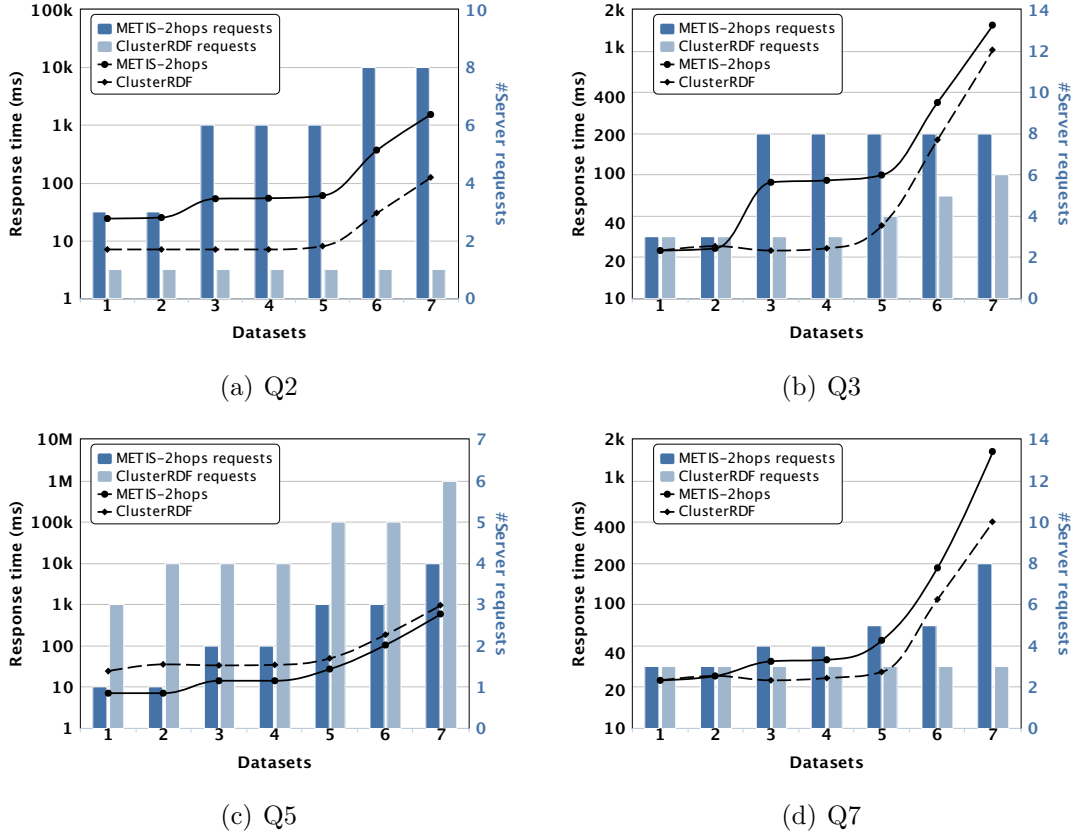 100k
10k
1k
100
10
1
Response time (ms)
METIS-2hops requests
ClusterRDF requests
METIS-2hops
ClusterRDF
10
8
6
4
2
0
#Server requests
1 2 3 4 5 6 7
Datasets
(a) Q2
2k
1k
400
200
100
40
20
10
Response time (ms)
METIS-2hops requests
ClusterRDF requests
METIS-2hops
ClusterRDF
14
12
10
8
6
4
2
0
#Server requests
1 2 3 4 5 6 7
Datasets
(b) Q3
10M
1M
100k
10k
1k
100
10
1
Response time (ms)
METIS-2hops requests
ClusterRDF requests
METIS-2hops
ClusterRDF
7
6
5
4
3
2
1
0
#Server requests
1 2 3 4 5 6 7
Datasets
(c) Q5
2k
1k
400
200
100
40
20
10
Response time (ms)
METIS-2hops requests
ClusterRDF requests
METIS-2hops
ClusterRDF
14
12
10
8
6
4
2
0
#Server requests
1 2 3 4 5 6 7
Datasets
(d) Q7